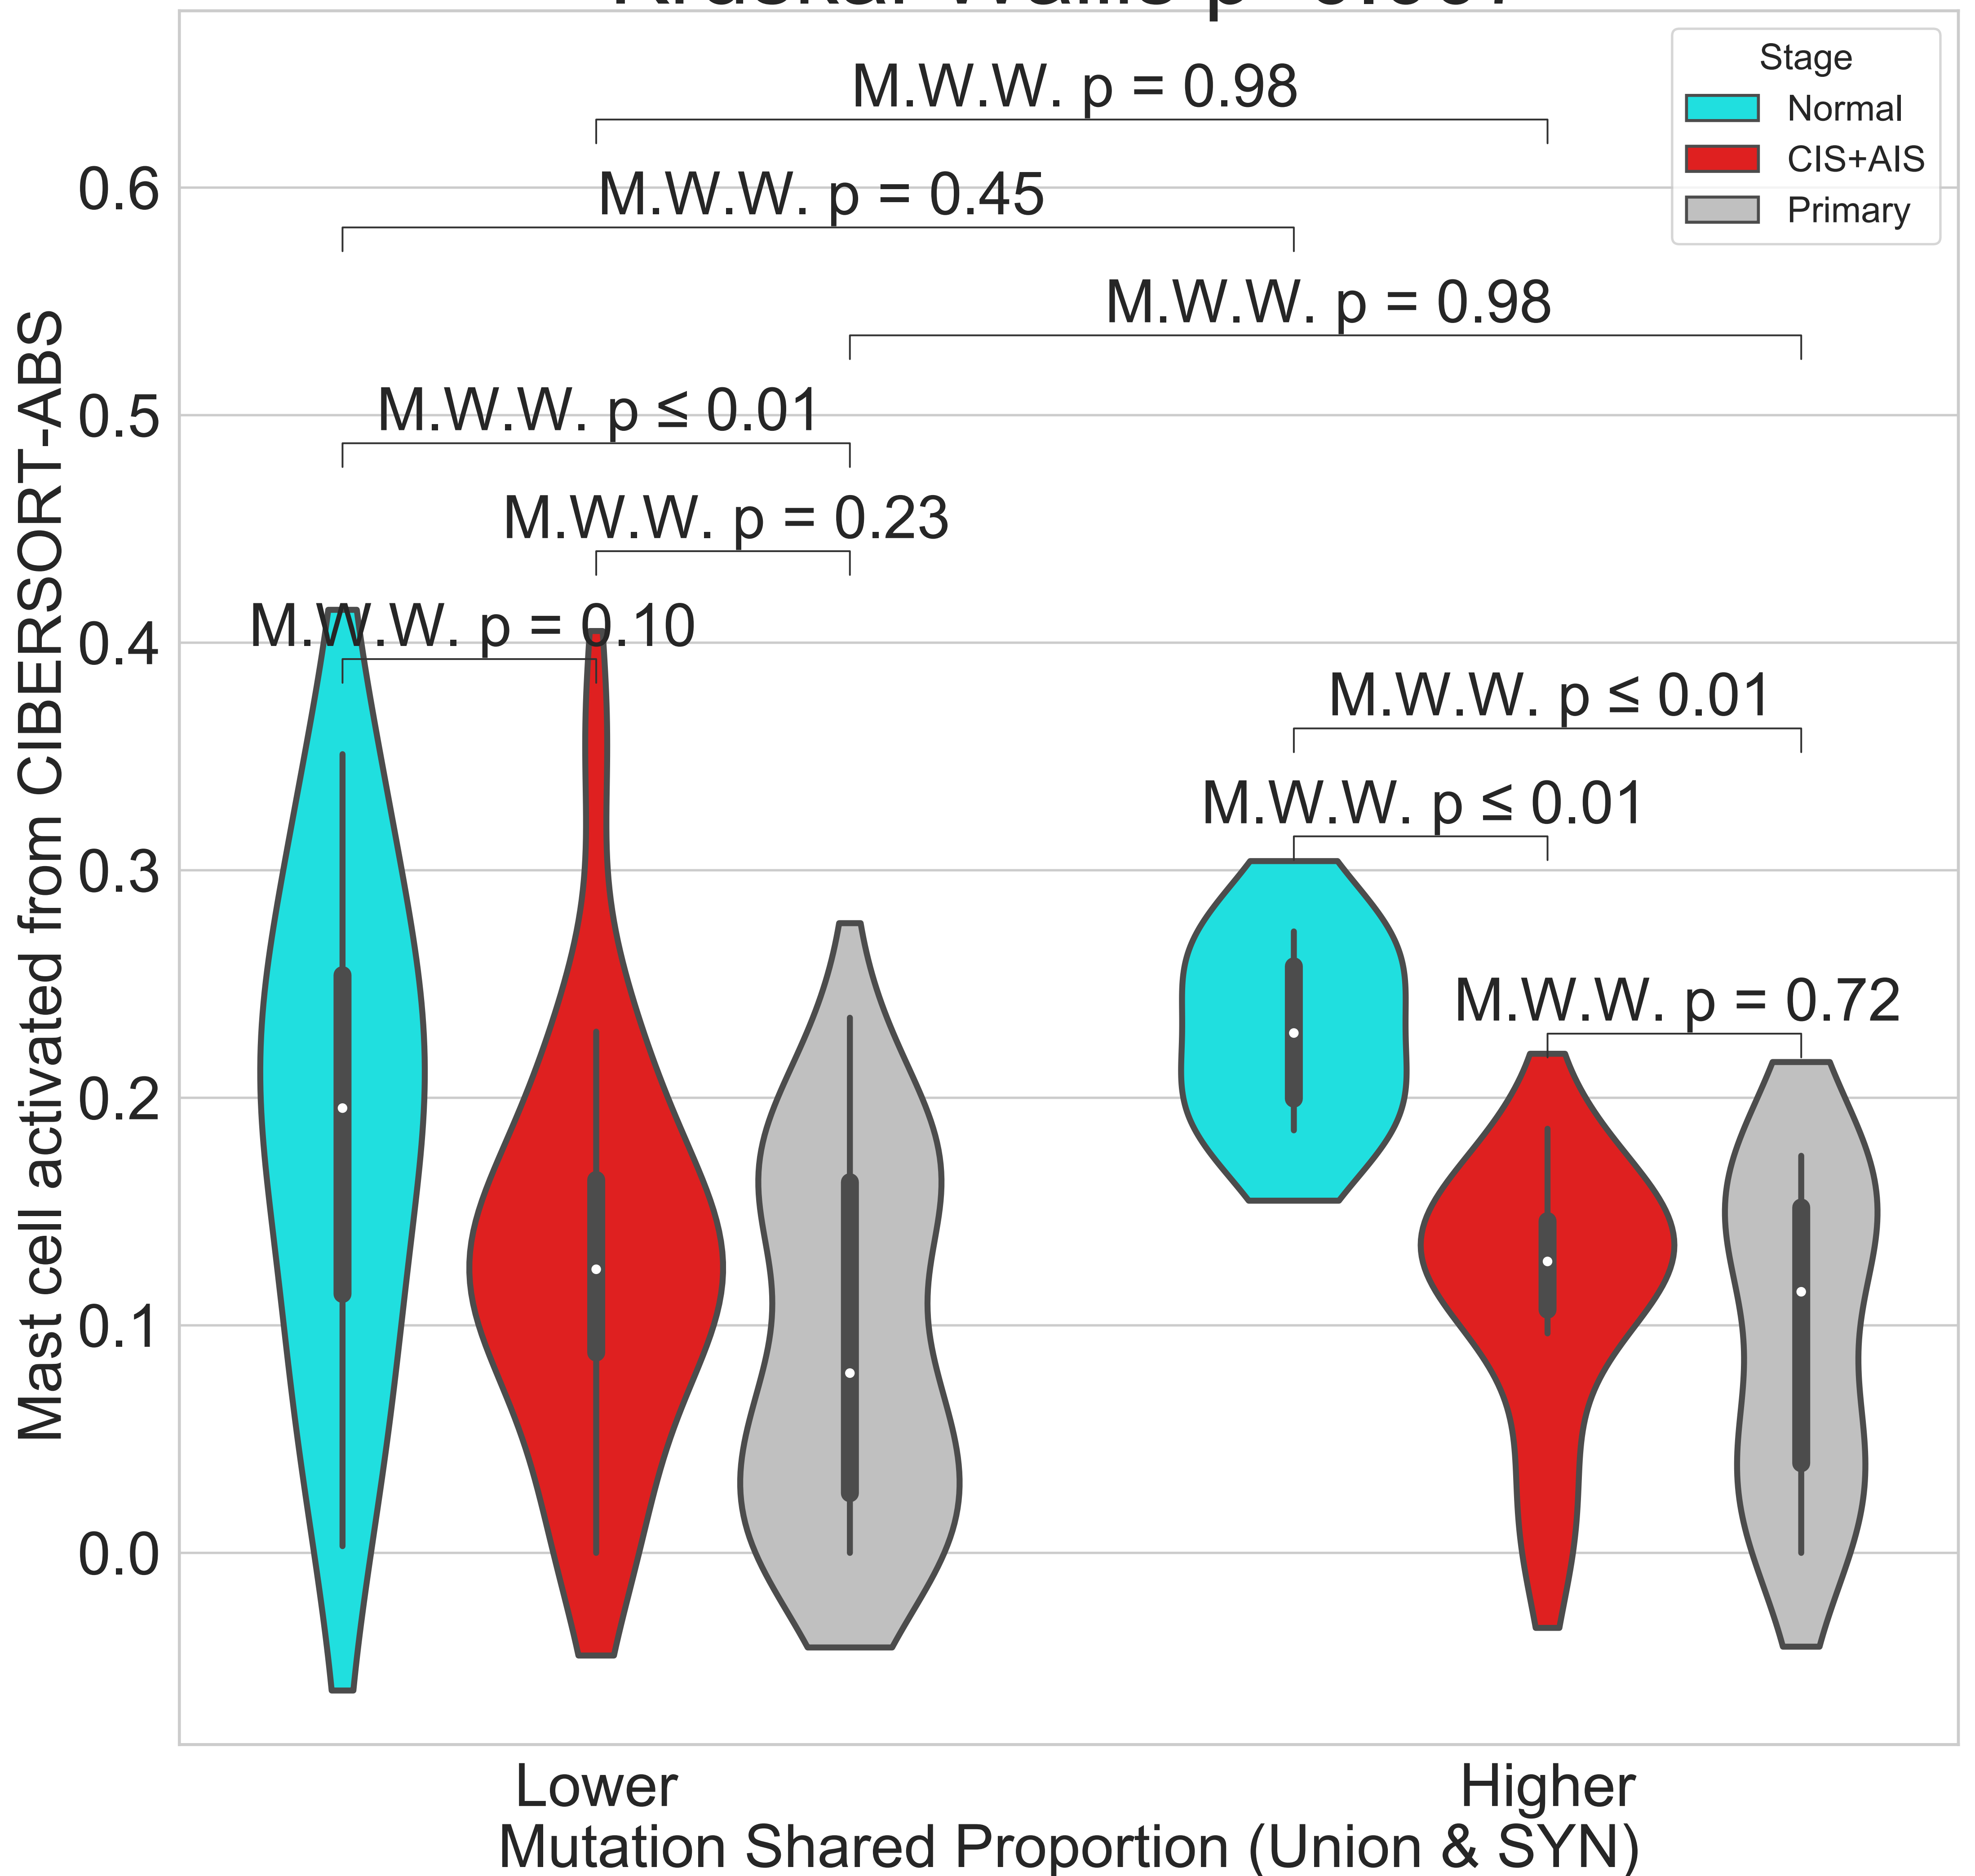 Stage
Normal
CIS+AIS
Primary
M.W.W. p = 0.98
M.W.W. p = 0.45
M.W.W. p = 0.98
M.W.W. p ≤ 0.01
M.W.W. p = 0.23
M.W.W. p = 0.10
M.W.W. p ≤ 0.01
M.W.W. p ≤ 0.01
M.W.W. p = 0.72
Mast cell activated from CIBERSORT-ABS
0.6
0.5
0.4
0.3
0.2
0.1
0.0
Lower
Higher
Mutation Shared Proportion (Union & SYN)